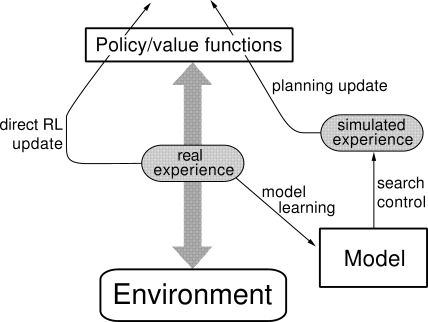 Policy/value functions
planning update
direct RL
update
simulated
experience
real
experience
model
learning
search
control
Model
Environment